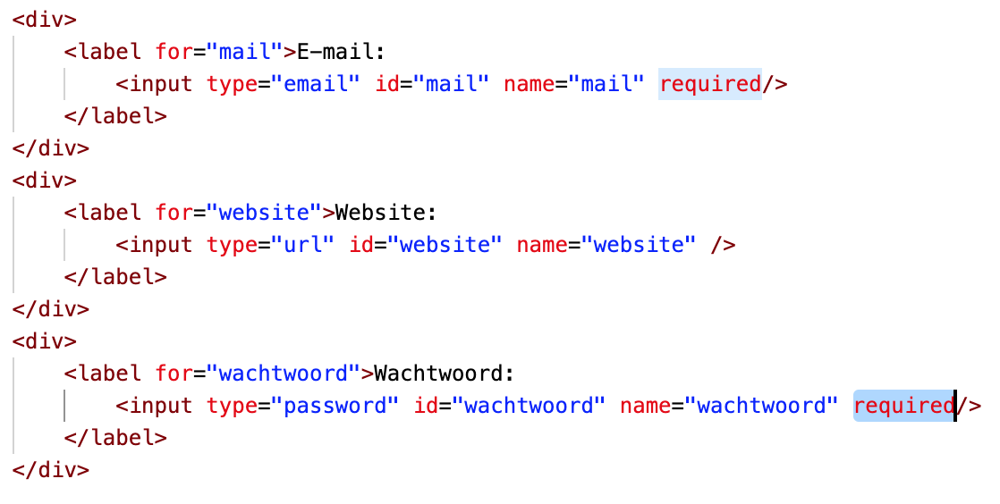 <div>
    <label for="mail">E-mail:
        <input type="email" id="mail" name="mail" required/>
    </label>
</div>
<div>
    <label for="website">Website:
        <input type="url" id="website" name="website" />
    </label>
</div>
<div>
    <label for="wachtwoord">Wachtwoord:
        <input type="password" id="wachtwoord" name="wachtwoord" required/>
    </label>
</div>